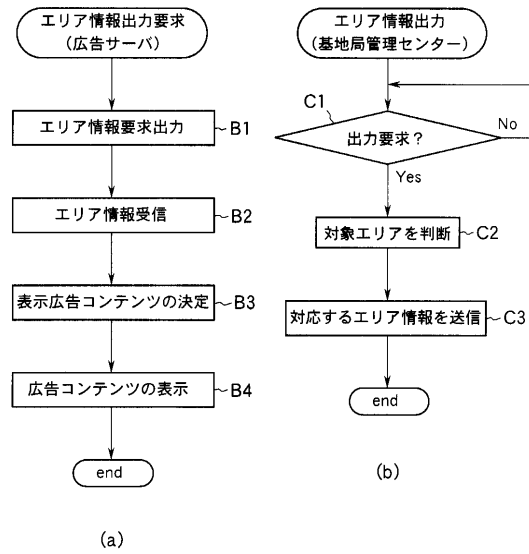 エリア情報出力要求
(広告サーバ)
エリア情報要求出力
B1
エリア情報受信
B2
表示広告コンテンツの決定
B3
広告コンテンツの表示
B4
end
(a)
エリア情報出力
(基地局管理センター)
C1
出力要求?
No
Yes
対象エリアを判断
C2
対応するエリア情報を送信
C3
end
(b)